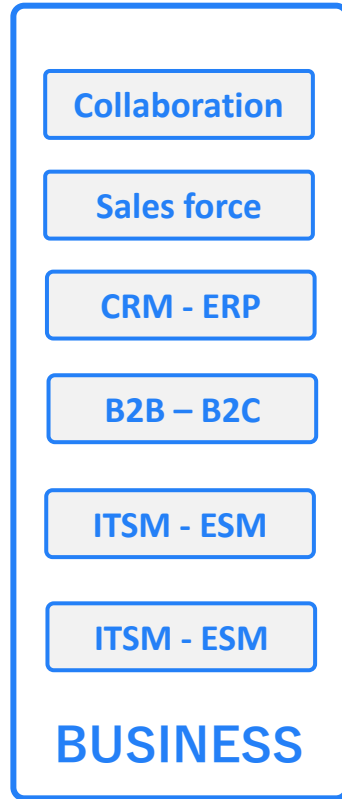 Collaboration
Sales force
CRM - ERP
B2B – B2C
ITSM - ESM
ITSM - ESM
BUSINESS